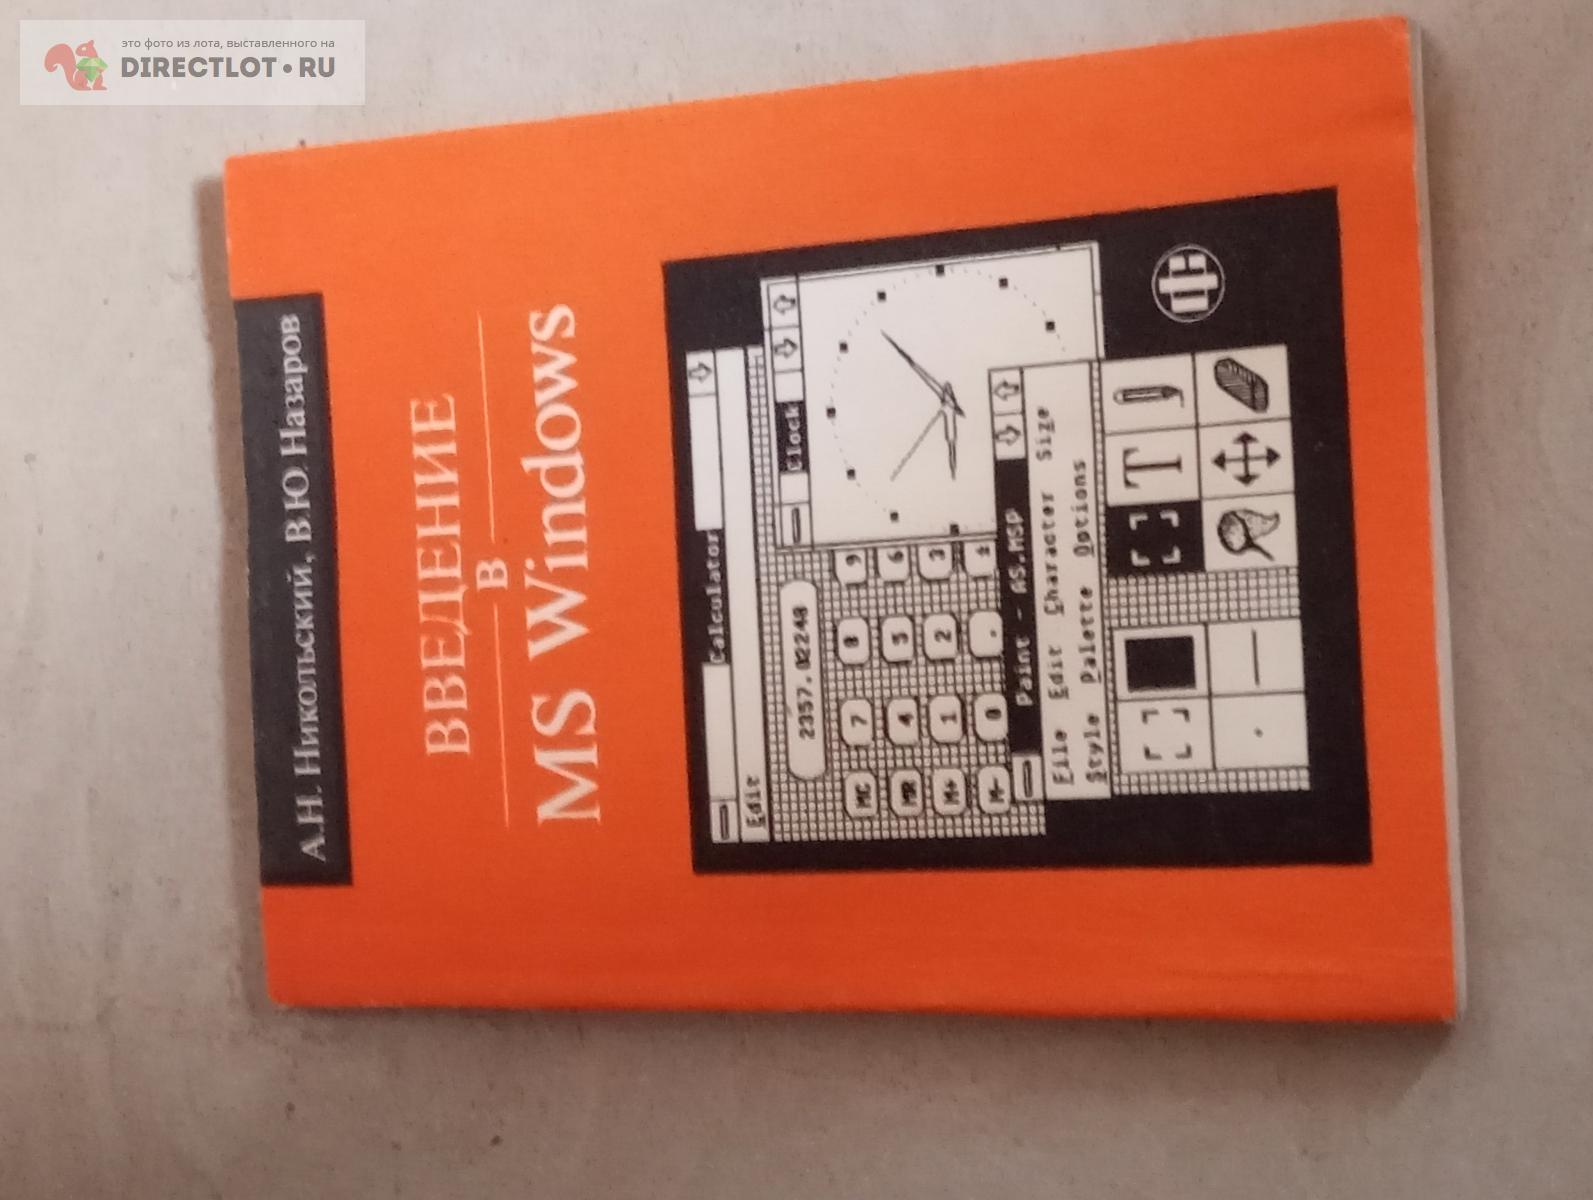 это фото из лота, выставленного на
DIRECTLOT•RU
А.Н. Никольский, В.Ю. Назаров
ВВЕДЕНИЕ
В
MS Windows
Calculator
Edit
2357.02248
MC 7 8 9
MR 4 5 6
M+ 1 2 3
M- 0 . ±
Clock
Paint - AS.MSP
File Edit Character Size
Style Palette Options
T